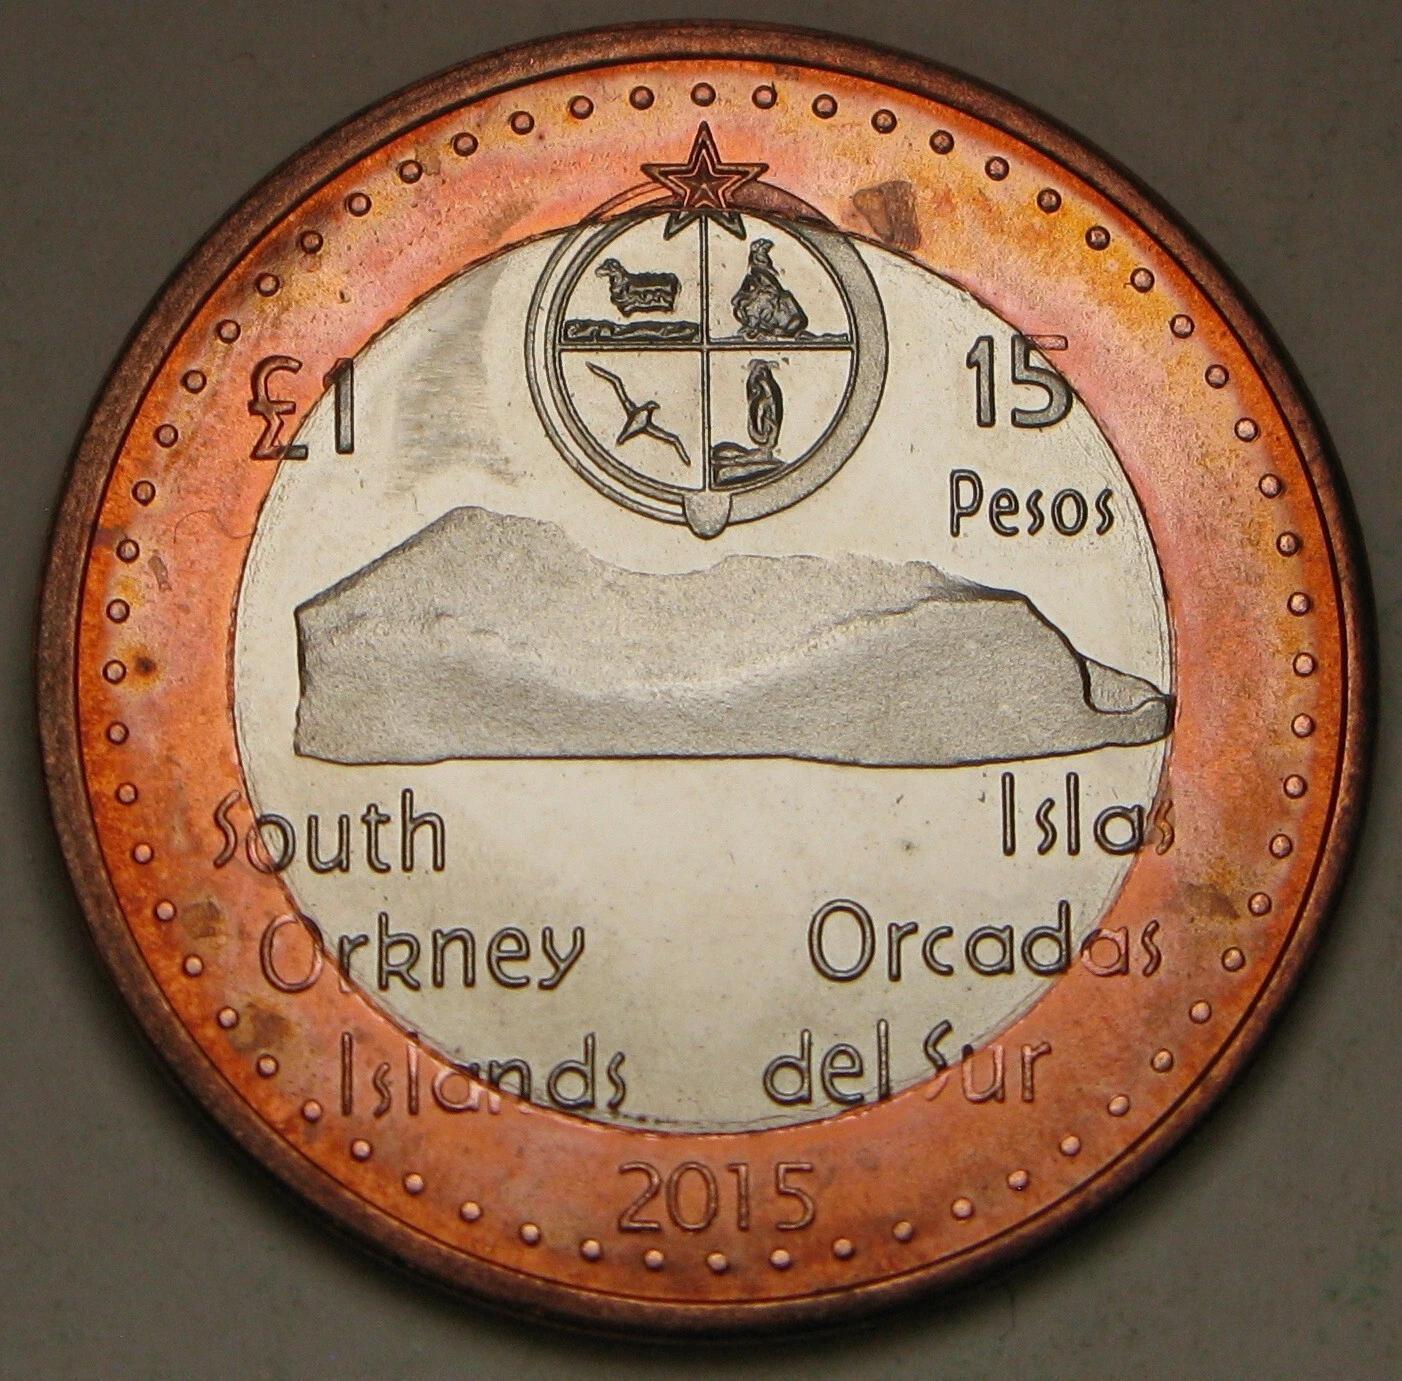 £1
15
Pesos
South
Orkney
Islands
Islas
Orcadas
del Sur
2015